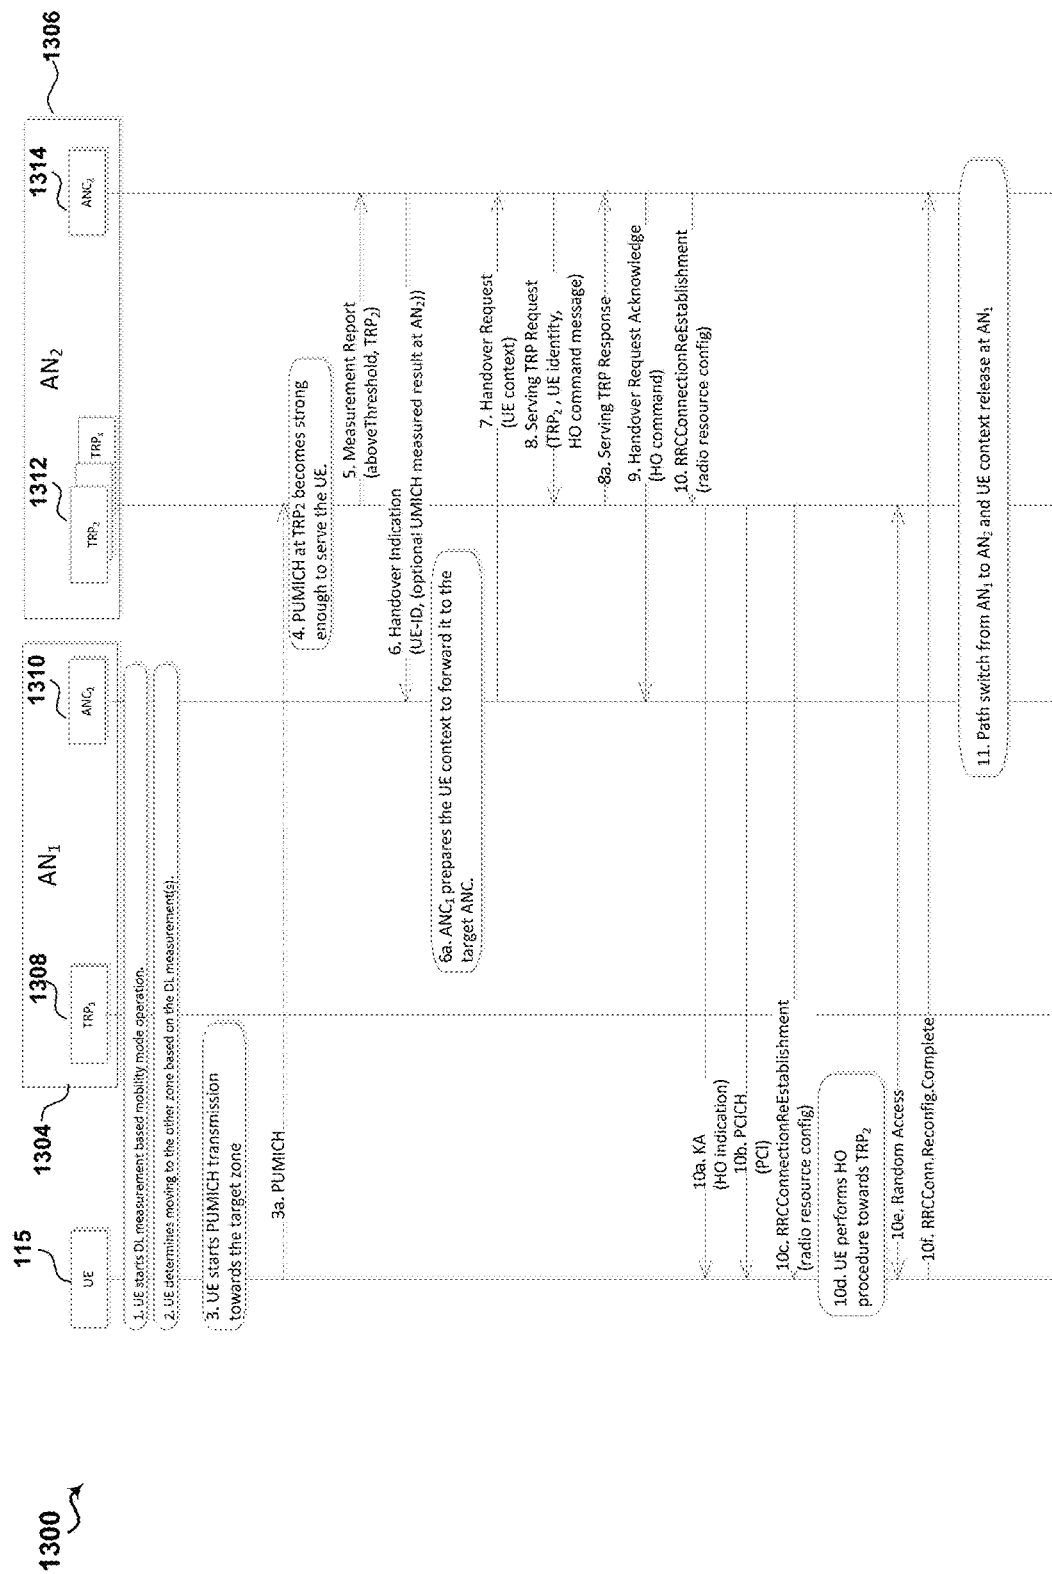 1300
115
1304
1308
1310
1312
1314
1306
AN₁
AN₂
UE
TRP₁
ANC₂
TRP₂
TRPₓ
ANC₂
1. UE starts DL measurement based mobility mode operation.
2. UE determines moving to the other zone based on the DL measurement(s).
3. UE starts PUMICH transmission
towards the target zone
3a. PUMICH
4. PUMICH at TRP₂ becomes strong
enough to serve the UE.
5. Measurement Report
(aboveThreshold, TRP₂)
6. Handover Indication
(UE-ID, (optional UMICH measured result at AN₂))
6a. ANC₁ prepares the UE context to forward it to the
target ANC.
7. Handover Request
(UE context)
8. Serving TRP Request
(TRP₂ , UE identity,
HO command message)
8a. Serving TRP Response
9. Handover Request Acknowledge
(HO command)
10. RRCConnectionReEstablishment
(radio resource config)
10a. KA
(HO indication)
10b. PCICH
(PCI)
10c. RRCConnectionReEstablishment
(radio resource config)
10d. UE performs HO
procedure towards TRP₂
10e. Random Access
10f. RRCConn.Reconfig.Complete
11. Path switch from AN₁ to AN₂ and UE context release at AN₁